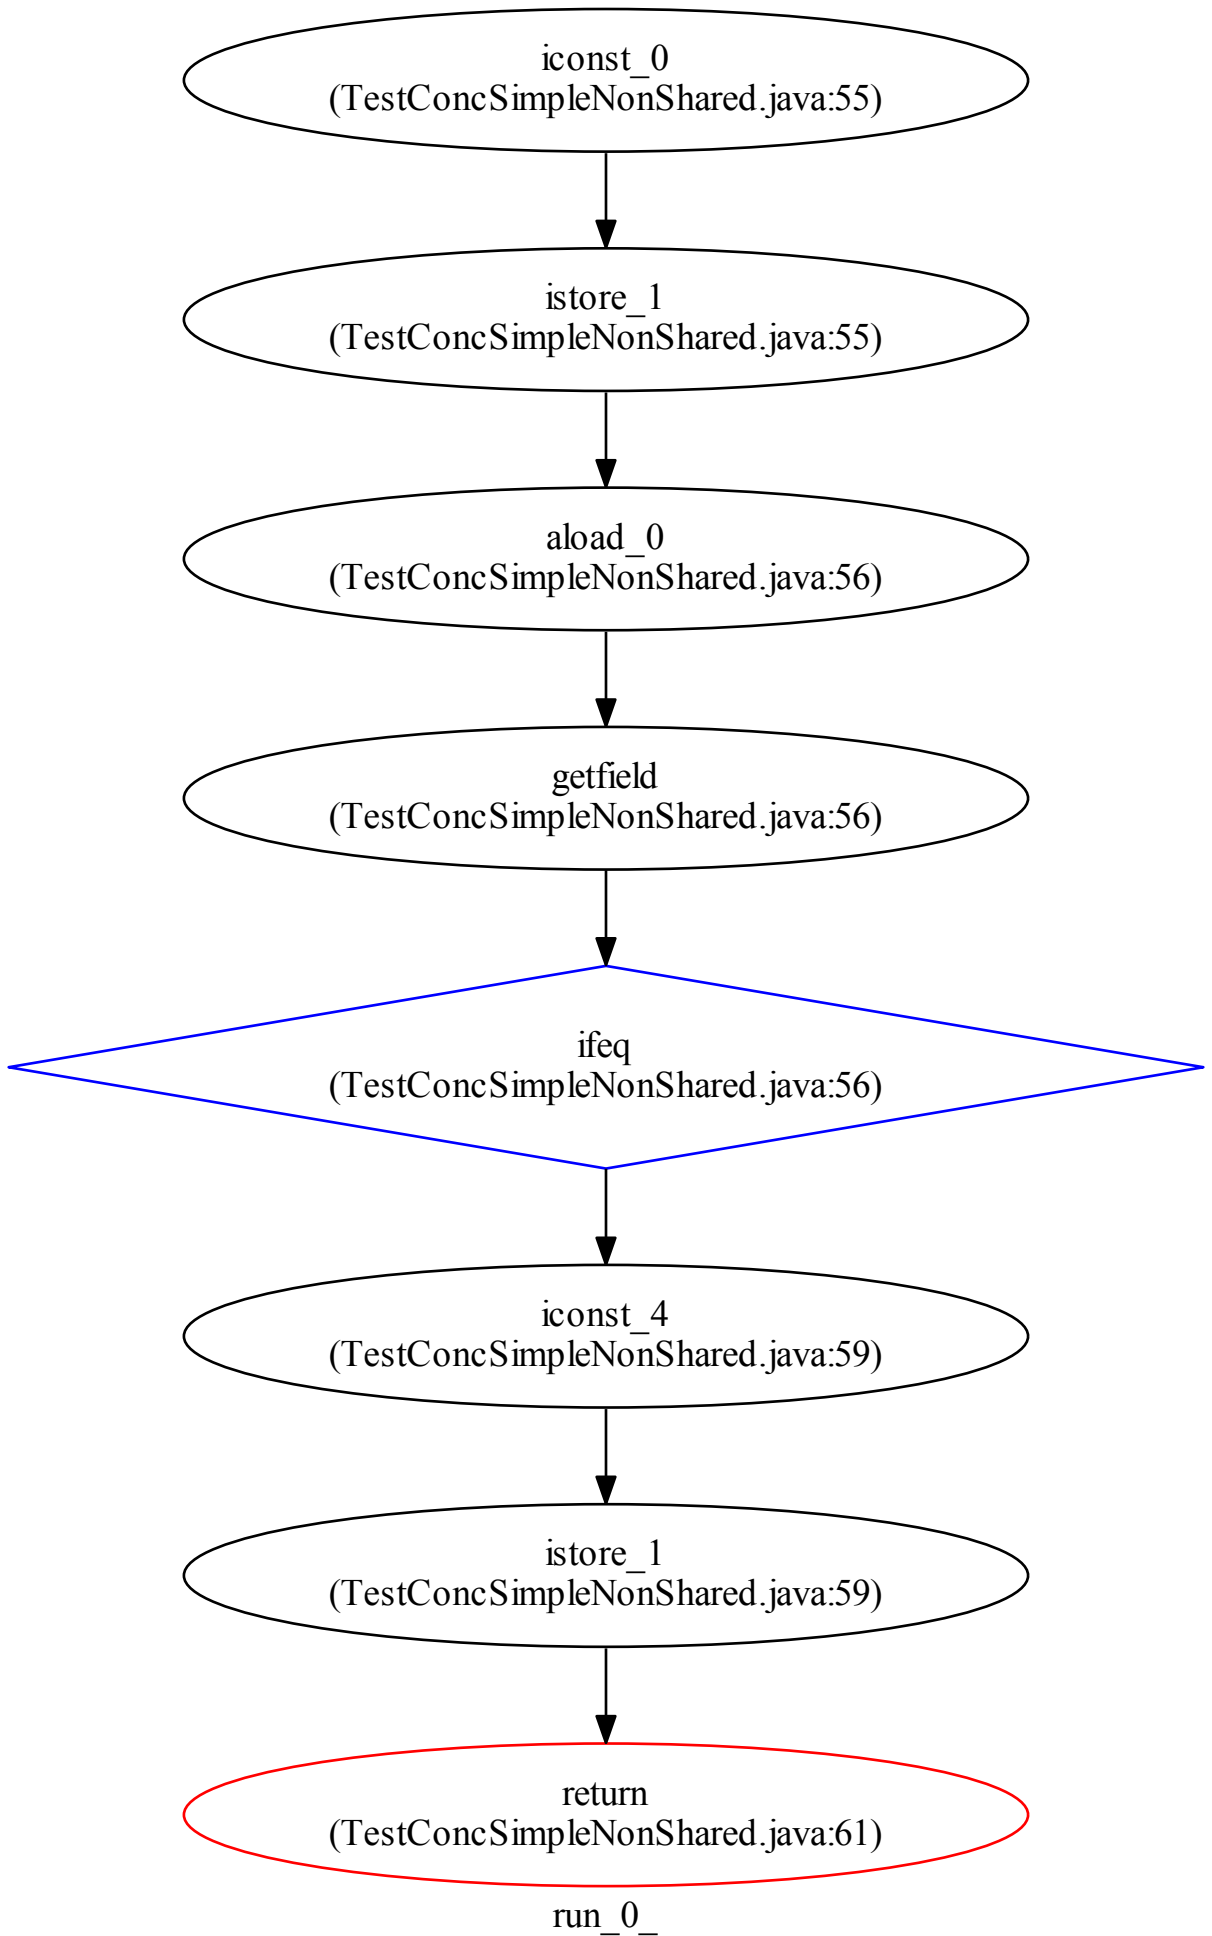 iconst_0
(TestConcSimpleNonShared.java:55)
istore_1
(TestConcSimpleNonShared.java:55)
aload_0
(TestConcSimpleNonShared.java:56)
getfield
(TestConcSimpleNonShared.java:56)
ifeq
(TestConcSimpleNonShared.java:56)
iconst_4
(TestConcSimpleNonShared.java:59)
istore_1
(TestConcSimpleNonShared.java:59)
return
(TestConcSimpleNonShared.java:61)
run_0_